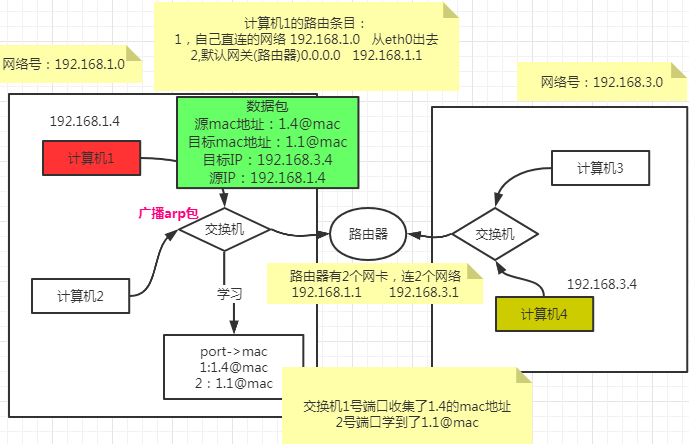 计算机1的路由条目：
1，自己直连的网络 192.168.1.0 从eth0出去
2,默认网关(路由器)0.0.0.0 192.168.1.1
网络号：192.168.1.0
网络号：192.168.3.0
192.168.1.4
计算机1
数据包
源mac地址：1.4@mac
目标mac地址：1.1@mac
目标IP：192.168.3.4
源IP：192.168.1.4
计算机3
广播arp包
交换机
路由器
交换机
计算机2
学习
路由器有2个网卡，连2个网络
192.168.1.1 192.168.3.1
192.168.3.4
计算机4
port->mac
1:1.4@mac
2：1.1@mac
交换机1号端口收集了1.4的mac地址
2号端口学到了1.1@mac